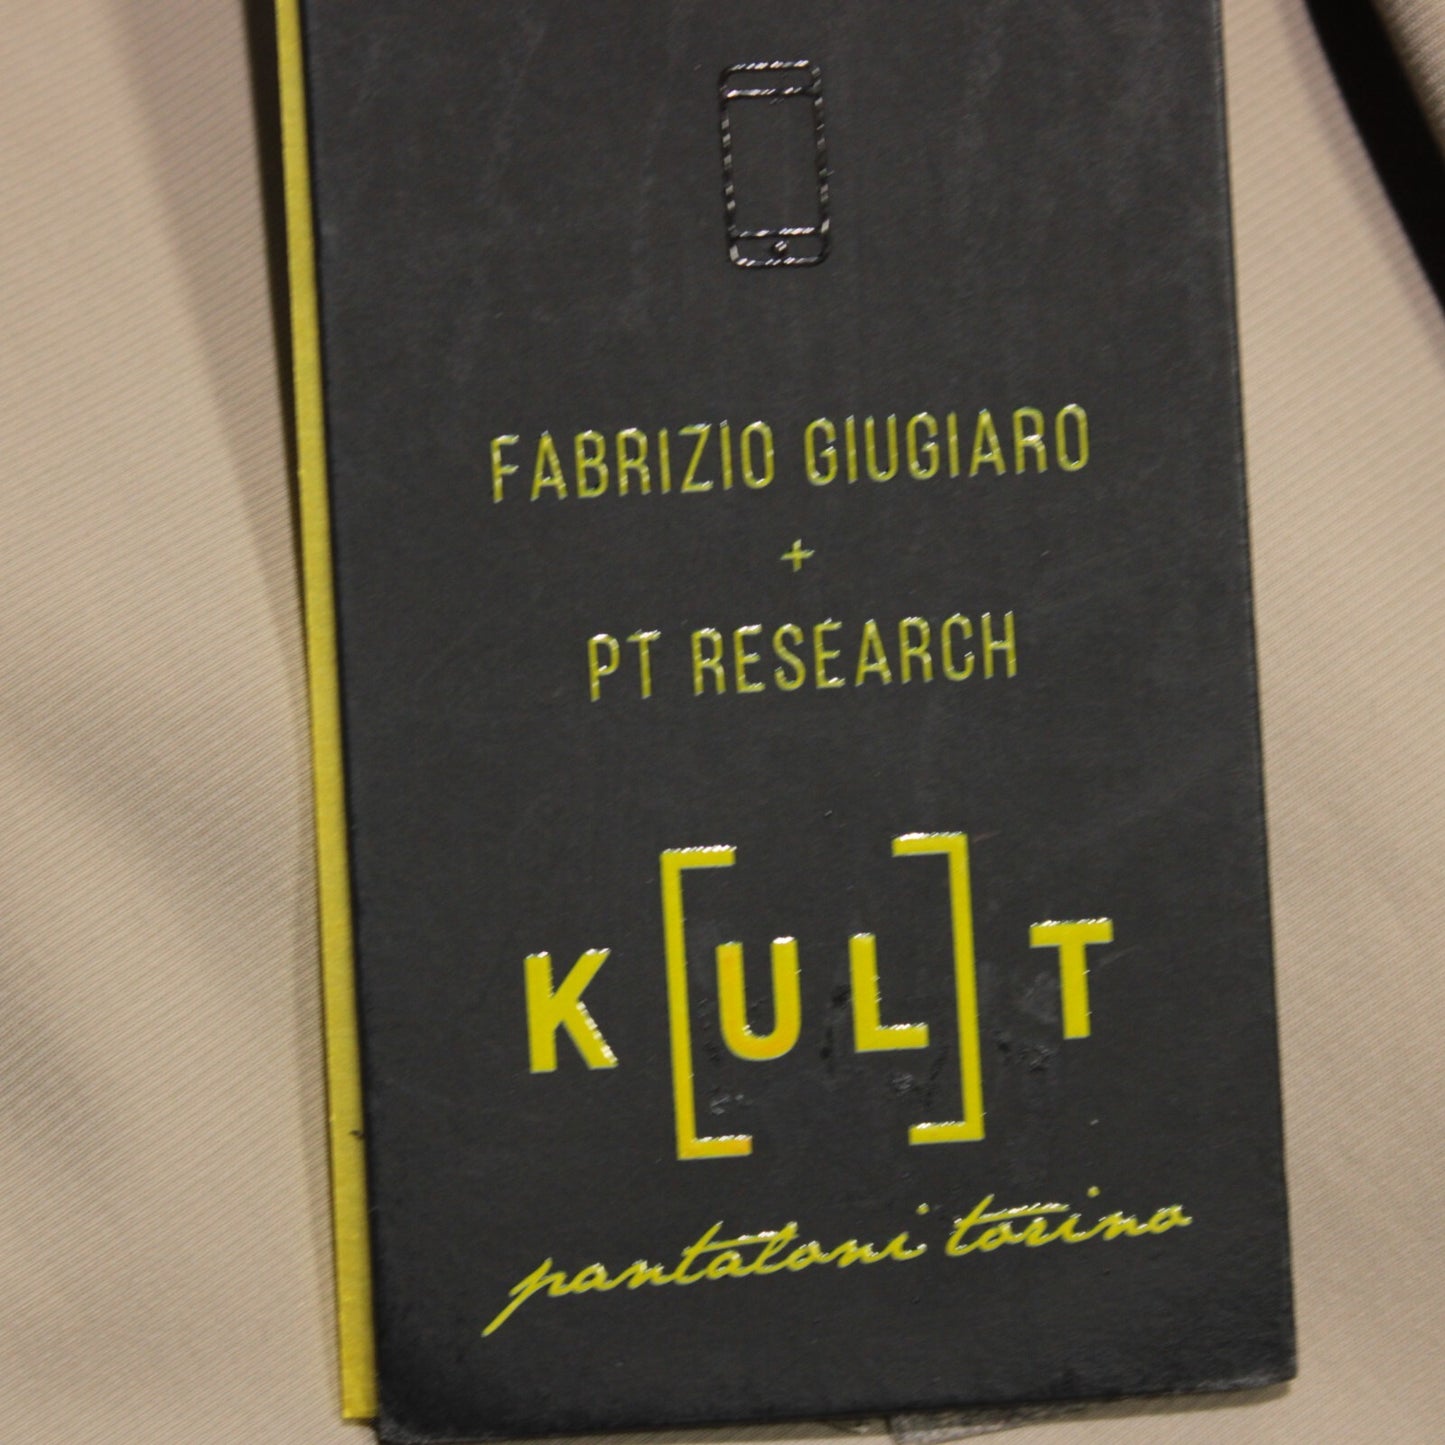 FABRIZIO GIUGIARO
+
PT RESEARCH
K[UL]T
pantaloni torino